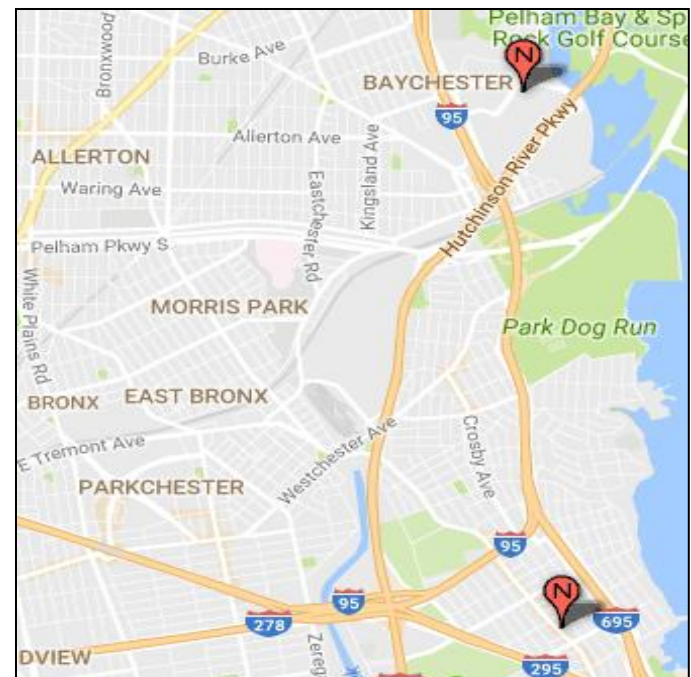 Pelham Bay & Sp
Rock Golf Course
N
Burke Ave
Bronxwood
BAYCHESTER
95
Allerton Ave
Kingsland Ave
Hutchinson River Pkwy
ALLERTON
Waring Ave
Eastchester Rd
Pelham Pkwy S
White Plains Rd
MORRIS PARK
Park Dog Run
BRONX
EAST BRONX
E Tremont Ave
Westchester Ave
Crosby Ave
PARKCHESTER
95
N
95
278
695
Zereg
DVIEW
295